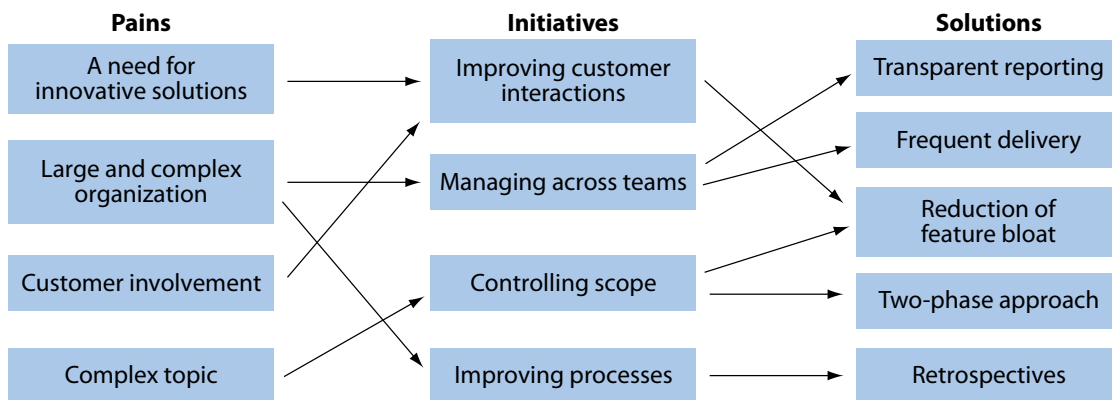 Pains
A need for
innovative solutions
Large and complex
organization
Customer involvement
Complex topic
Initiatives
Improving customer
interactions
Managing across teams
Controlling scope
Improving processes
Solutions
Transparent reporting
Frequent delivery
Reduction of
feature bloat
Two-phase approach
Retrospectives